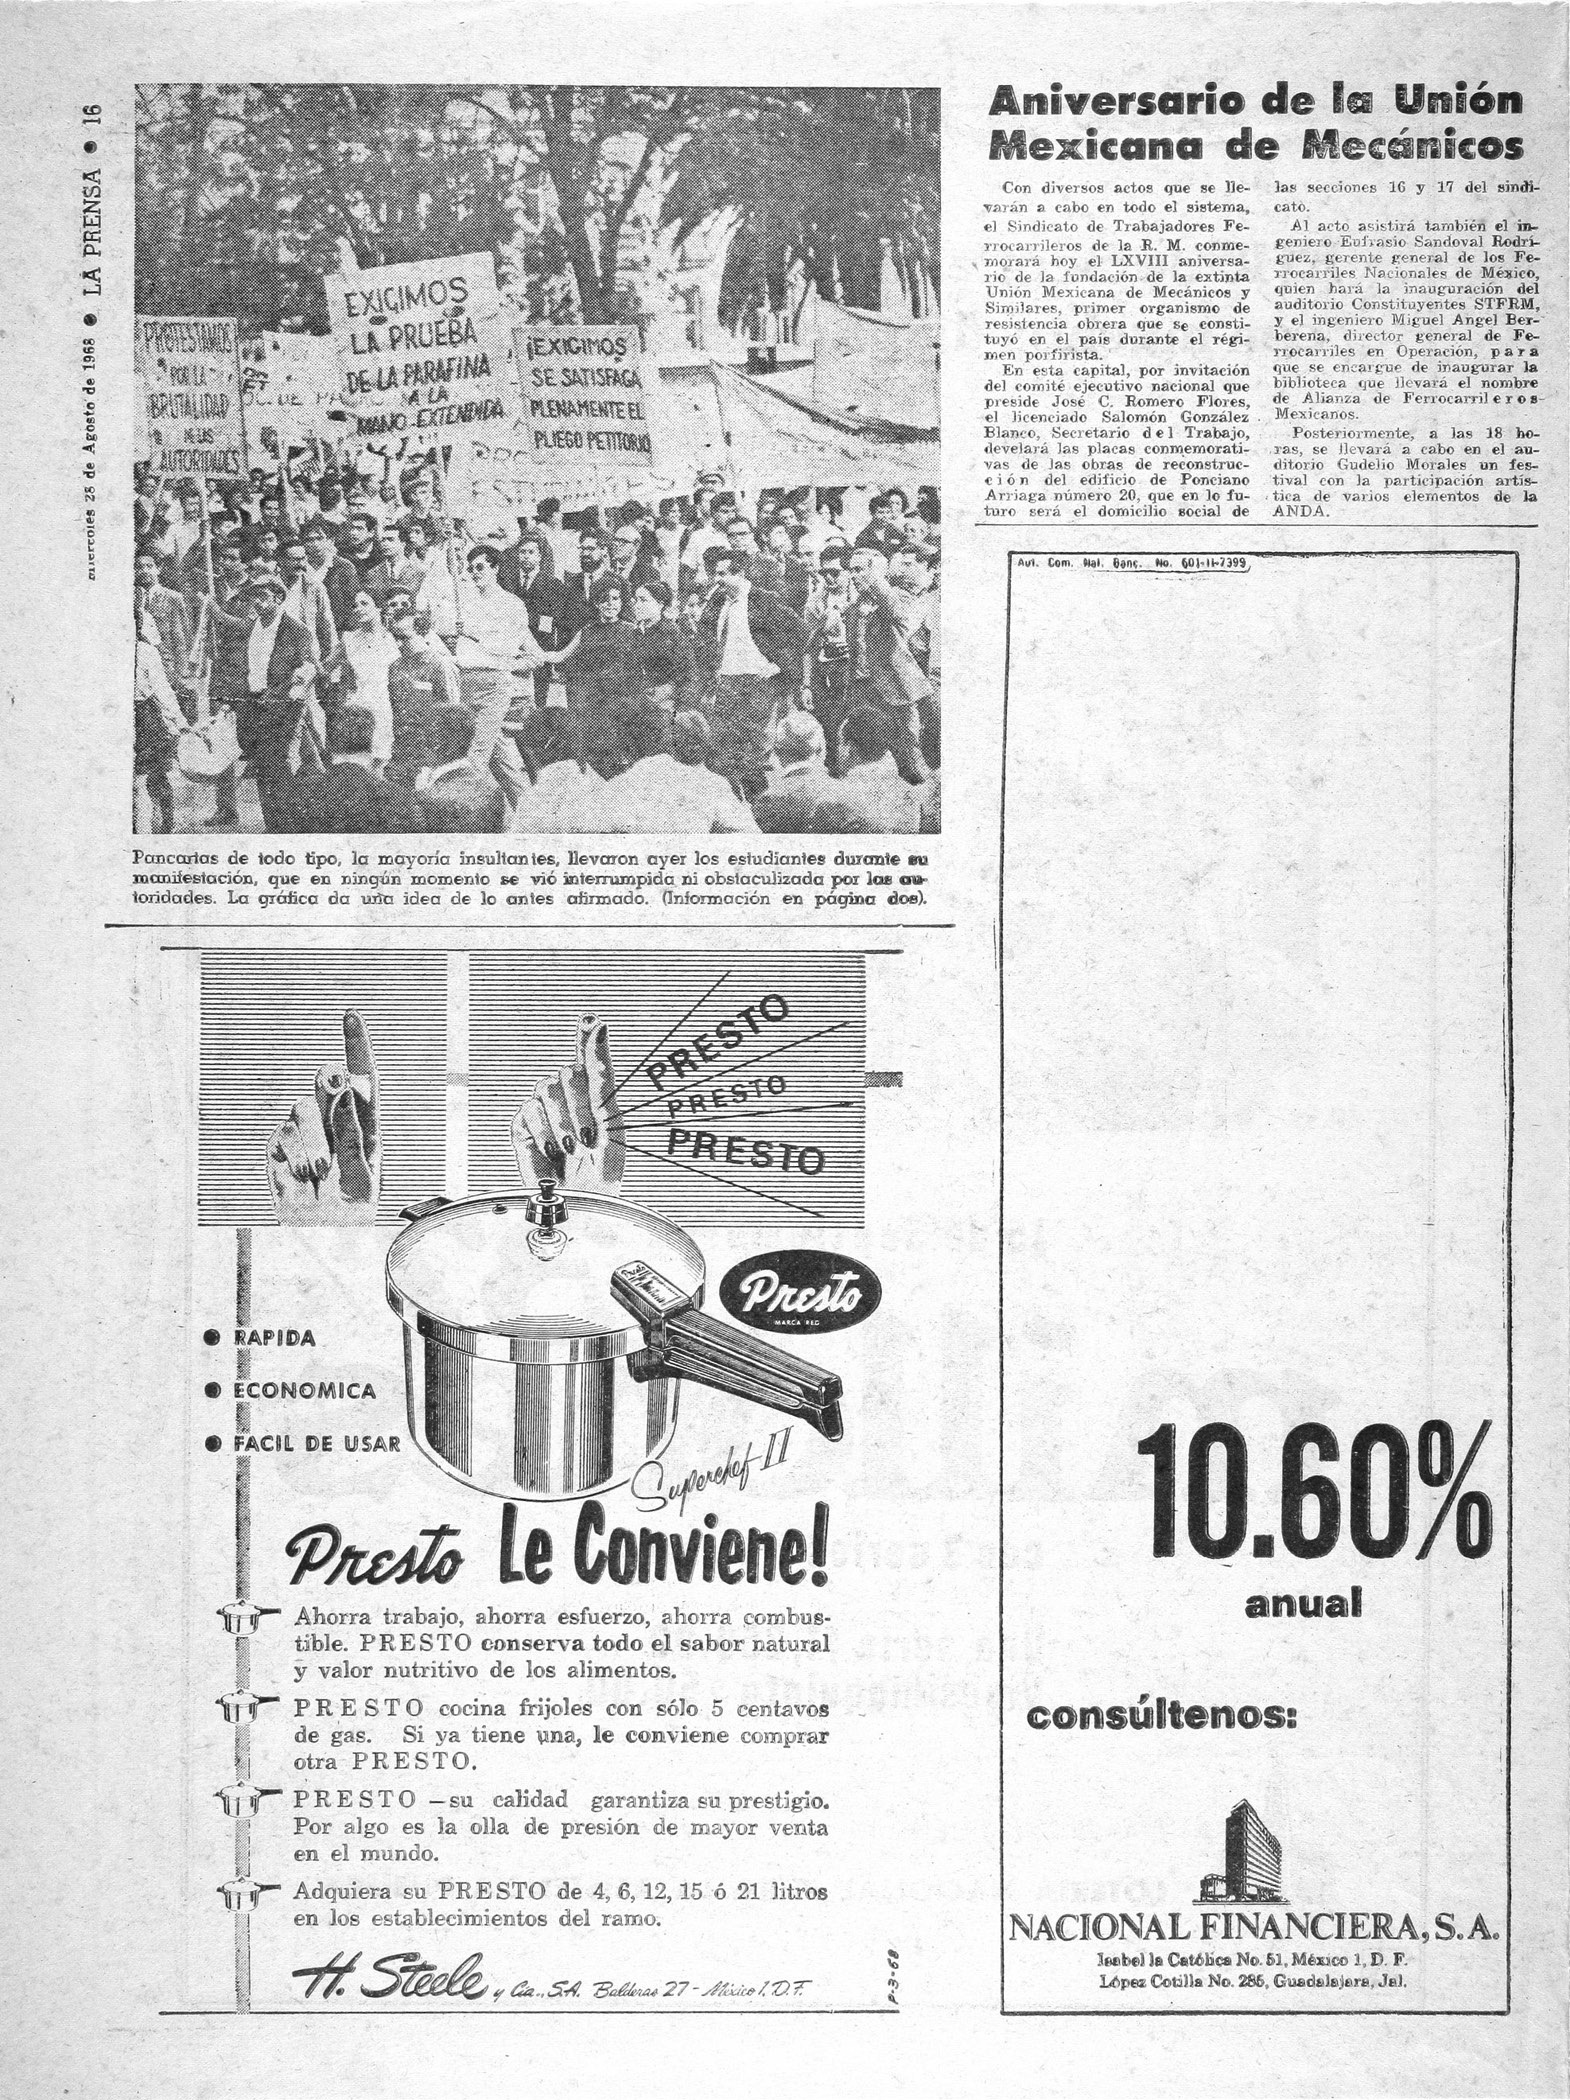 miércoles 28 de Agosto de 1968 ● LA PRENSA ● 16
PROTESTAMOS
POR LA
BRUTALIDAD
DE LAS
AUTORIDADES
EXIGIMOS
LA PRUEBA
DE LA PARAFINA
A LA
MANO EXTENDIDA
¡EXIGIMOS
SE SATISFAGA
PLENAMENTE EL
PLIEGO PETITORIO
Pancartas de todo tipo, la mayoría insultantes, llevaron ayer los estudiantes durante su
manifestación, que en ningún momento se vió interrumpida ni obstaculizada por las au-
toridades. La gráfica da una idea de lo antes afirmado. (Información en página dos).
Aniversario de la Unión
Mexicana de Mecánicos
Con diversos actos que se lle-
varán a cabo en todo el sistema,
el Sindicato de Trabajadores Fe-
rrocarrileros de la R. M. conme-
morará hoy el LXVIII aniversa-
rio de la fundación de la extinta
Unión Mexicana de Mecánicos y
Similares, primer organismo de
resistencia obrera que se consti-
tuyó en el país durante el régi-
men porfirista.
En esta capital, por invitación
del comité ejecutivo nacional que
preside José C. Romero Flores,
el licenciado Salomón González
Blanco, Secretario del Trabajo,
develará las placas conmemorati-
vas de las obras de reconstruc-
ción del edificio de Ponciano
Arriaga número 20, que en lo fu-
turo será el domicilio social de
las secciones 16 y 17 del sindi-
cato.
Al acto asistirá también el in-
geniero Eufrasio Sandoval Rodrí-
guez, gerente general de los Fe-
rrocarriles Nacionales de México,
quien hará la inauguración del
auditorio Constituyentes STFRM,
y el ingeniero Miguel Angel Ber-
berena, director general de Fe-
rrocarriles en Operación, para
que se encargue de inaugurar la
biblioteca que llevará el nombre
de Alianza de Ferrocarrileros
Mexicanos.
Posteriormente, a las 18 ho-
ras, se llevará a cabo en el au-
ditorio Gudelio Morales un fes-
tival con la participación artís-
tica de varios elementos de la
ANDA.
PRESTO
PRESTO
PRESTO
Presto
MARCA REG
● RAPIDA
● ECONOMICA
● FACIL DE USAR
Superchef II
Presto Le Conviene!
Ahorra trabajo, ahorra esfuerzo, ahorra combus-
tible. PRESTO conserva todo el sabor natural
y valor nutritivo de los alimentos.
PRESTO cocina frijoles con sólo 5 centavos
de gas. Si ya tiene una, le conviene comprar
otra PRESTO.
PRESTO —su calidad garantiza su prestigio.
Por algo es la olla de presión de mayor venta
en el mundo.
Adquiera su PRESTO de 4, 6, 12, 15 ó 21 litros
en los establecimientos del ramo.
H. Steele y Cía., S.A. Balderas 27 - México 1, D.F.
P-3-68
Aut. Com. Nal. Banc. No. 601-II-7399
10.60%
anual
consúltenos:
NACIONAL FINANCIERA, S.A.
Isabel la Católica No. 51, México 1, D. F.
López Cotilla No. 285, Guadalajara, Jal.